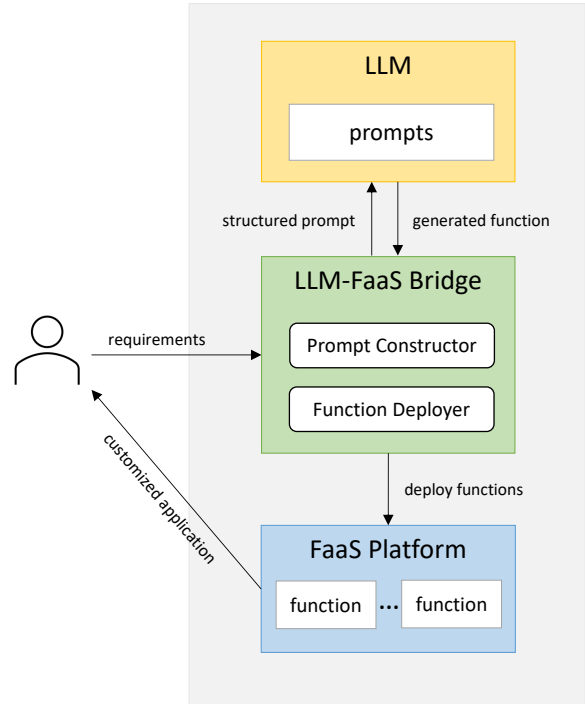 LLM
prompts
structured prompt
generated function
LLM-FaaS Bridge
requirements
Prompt Constructor
Function Deployer
customized application
deploy functions
FaaS Platform
function ... function